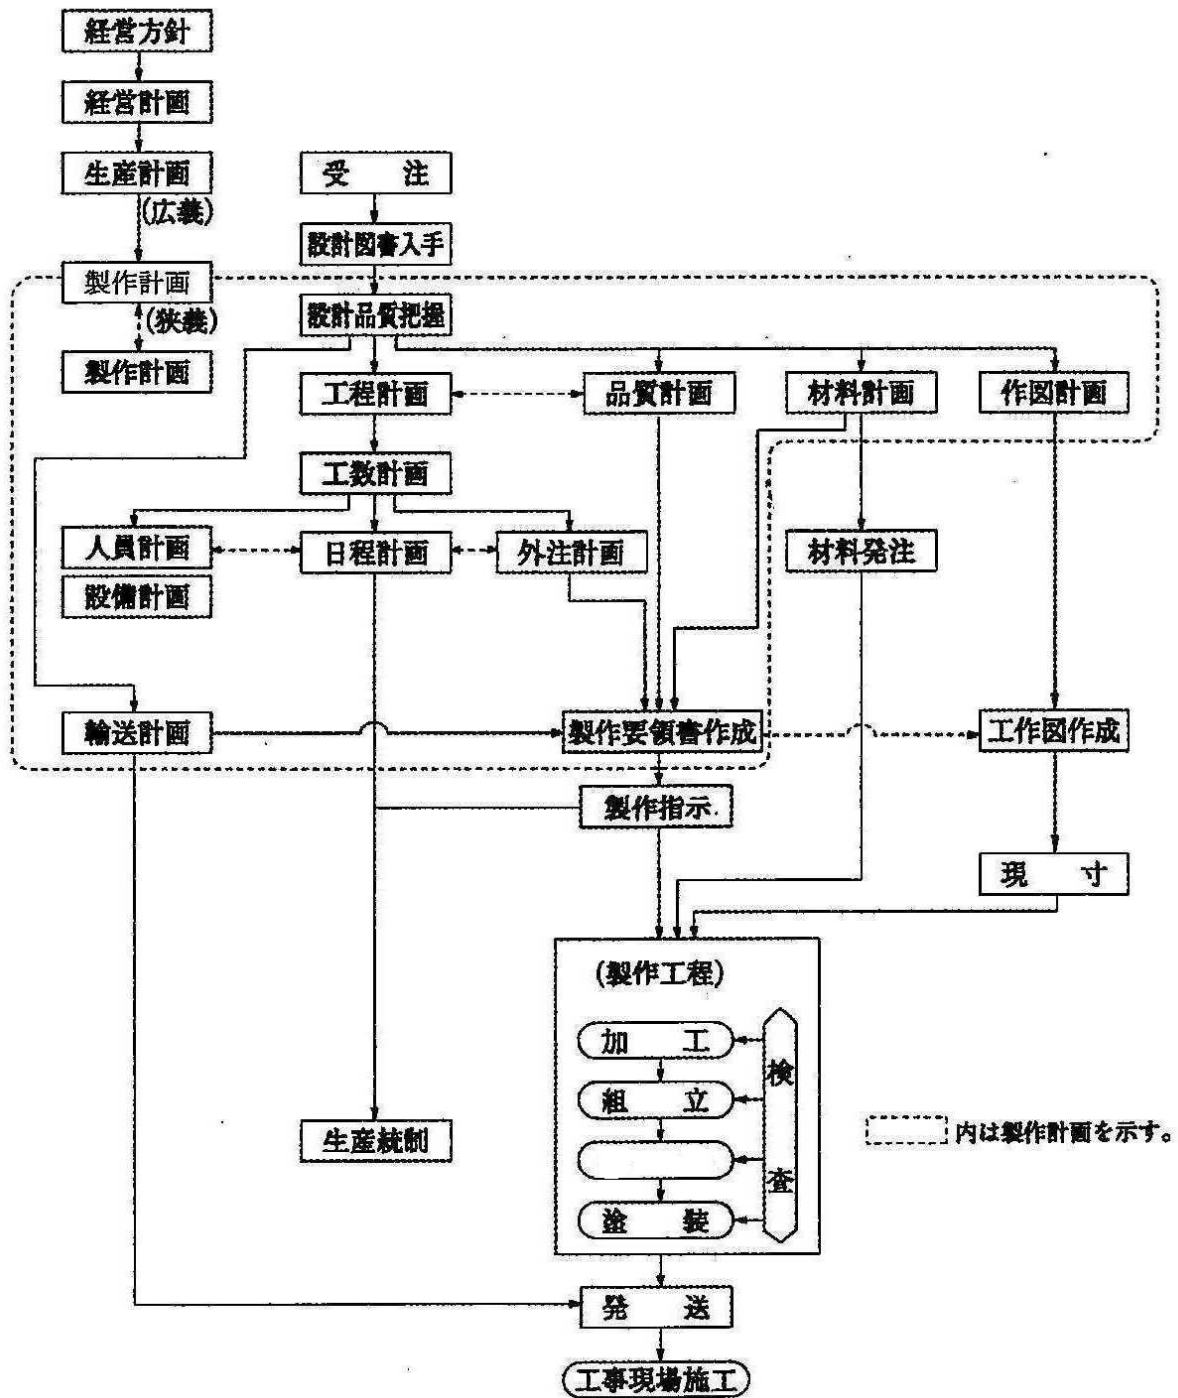 経営方針
経営計画
生産計画
(広義)
受 注
設計図書入手
製作計画
(狭義)
製作計画
設計品質把握
工程計画
品質計画
材料計画
作図計画
工数計画
人員計画
日程計画
外注計画
材料発注
設備計画
輸送計画
製作要領書作成
工作図作成
製作指示
現 寸
(製作工程)
加 工
組 立
塗 装
検 査
生産統制
内は製作計画を示す。
発 送
工事現場施工